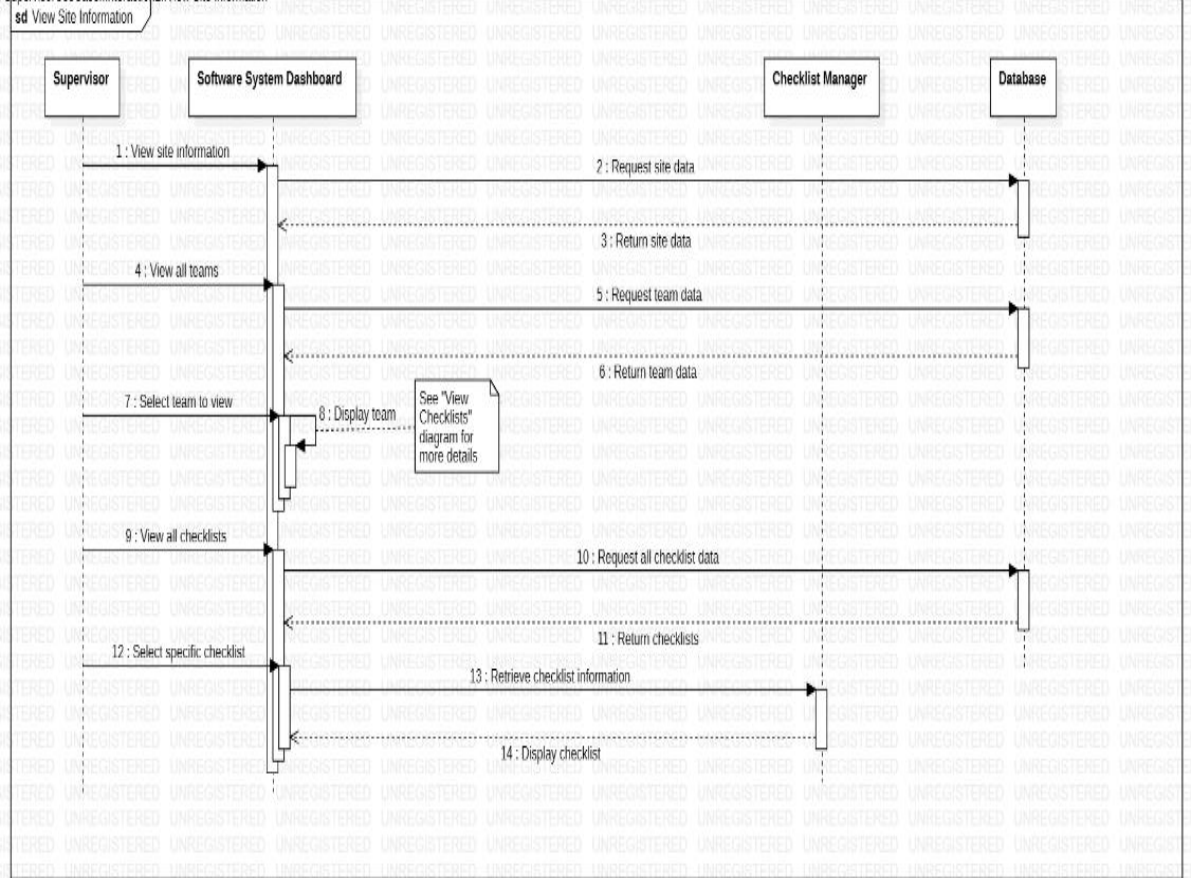 sd View Site Information
Supervisor
Software System Dashboard
Checklist Manager
Database
1 : View site information
2 : Request site data
3 : Return site data
4 : View all teams
5 : Request team data
6 : Return team data
7 : Select team to view
8 : Display team
See "View
Checklists"
diagram for
more details
9 : View all checklists
10 : Request all checklist data
11 : Return checklists
12 : Select specific checklist
13 : Retrieve checklist information
14 : Display checklist
UNREGISTERED